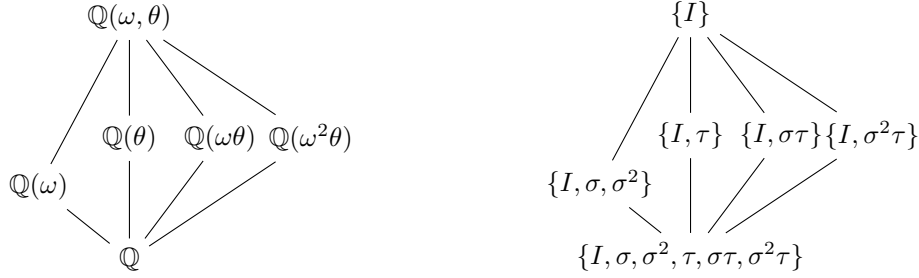 ℚ(ω, θ)
{I}
ℚ(θ) ℚ(ωθ) ℚ(ω²θ)
{I, τ} {I, στ} {I, σ²τ}
ℚ(ω)
{I, σ, σ²}
ℚ
{I, σ, σ², τ, στ, σ²τ}